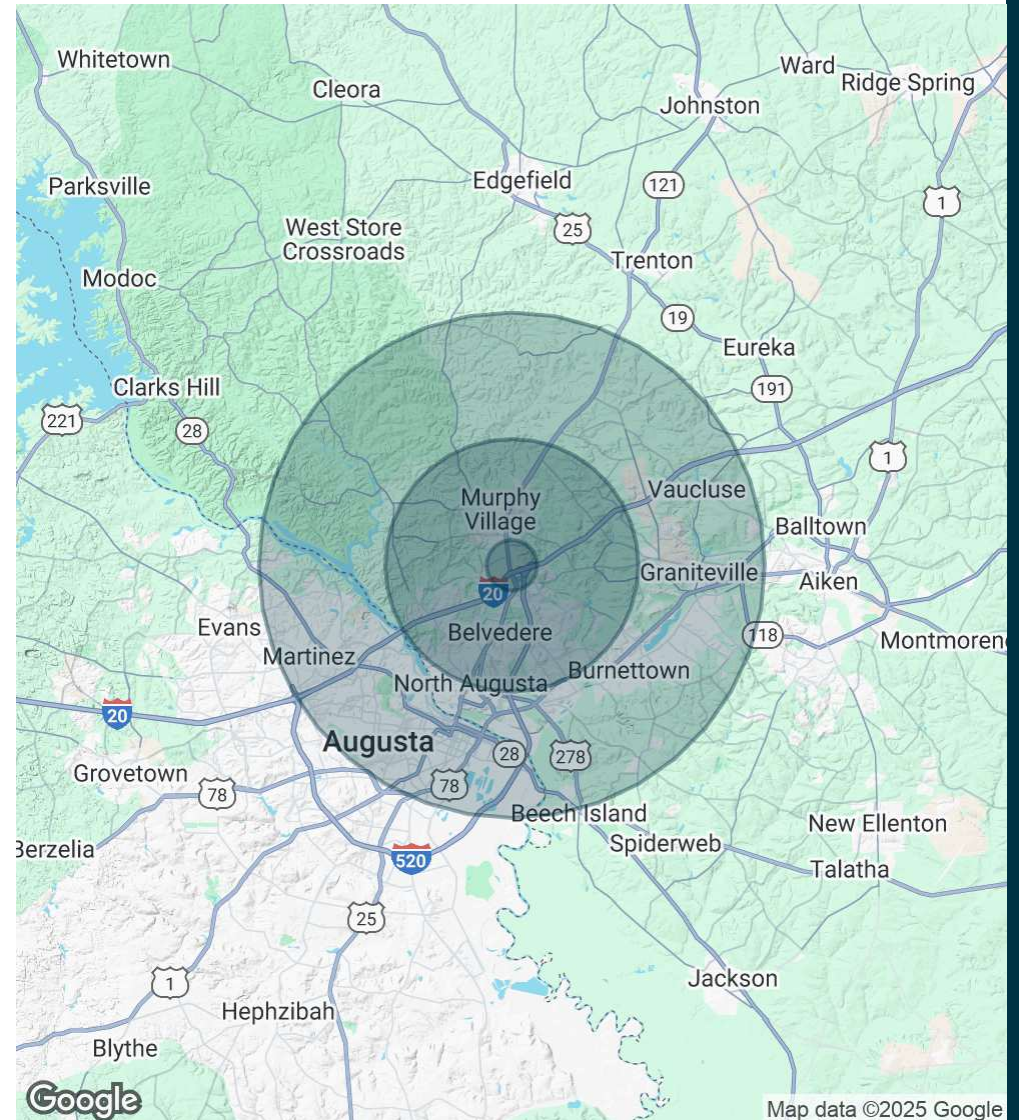 Whitetown
Ward
Cleora
Ridge Spring
Johnston
Parksville
Edgefield
121
1
West Store
Crossroads
25
Trenton
Modoc
19
Eureka
Clarks Hill
191
221
28
1
Vaucluse
Murphy
Village
Balltown
Graniteville
Aiken
20
Evans
Belvedere
118
Montmoren
Martinez
Burnettown
North Augusta
20
Augusta
28
278
Grovetown
78
78
Beech Island
New Ellenton
Berzelia
Spiderweb
520
Talatha
25
1
Jackson
Hephzibah
Blythe
Google
Map data ©2025 Google